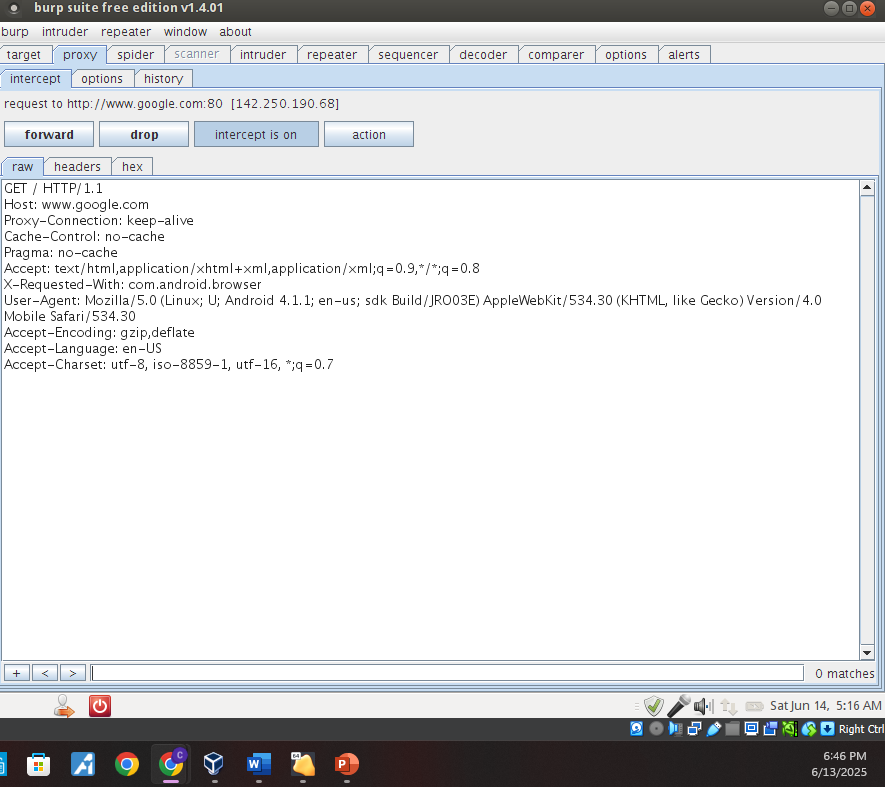 burp suite free edition v1.4.01
burp intruder repeater window about
target proxy spider scanner intruder repeater sequencer decoder comparer options alerts
intercept options history
request to http://www.google.com:80 [142.250.190.68]
forward drop intercept is on action
raw headers hex
GET / HTTP/1.1
Host: www.google.com
Proxy-Connection: keep-alive
Cache-Control: no-cache
Pragma: no-cache
Accept: text/html,application/xhtml+xml,application/xml;q=0.9,*/*;q=0.8
X-Requested-With: com.android.browser
User-Agent: Mozilla/5.0 (Linux; U; Android 4.1.1; en-us; sdk Build/JRO03E) AppleWebKit/534.30 (KHTML, like Gecko) Version/4.0
Mobile Safari/534.30
Accept-Encoding: gzip,deflate
Accept-Language: en-US
Accept-Charset: utf-8, iso-8859-1, utf-16, *;q=0.7
+ < > 0 matches
Sat Jun 14, 5:16 AM
Right Ctrl
6:46 PM
6/13/2025